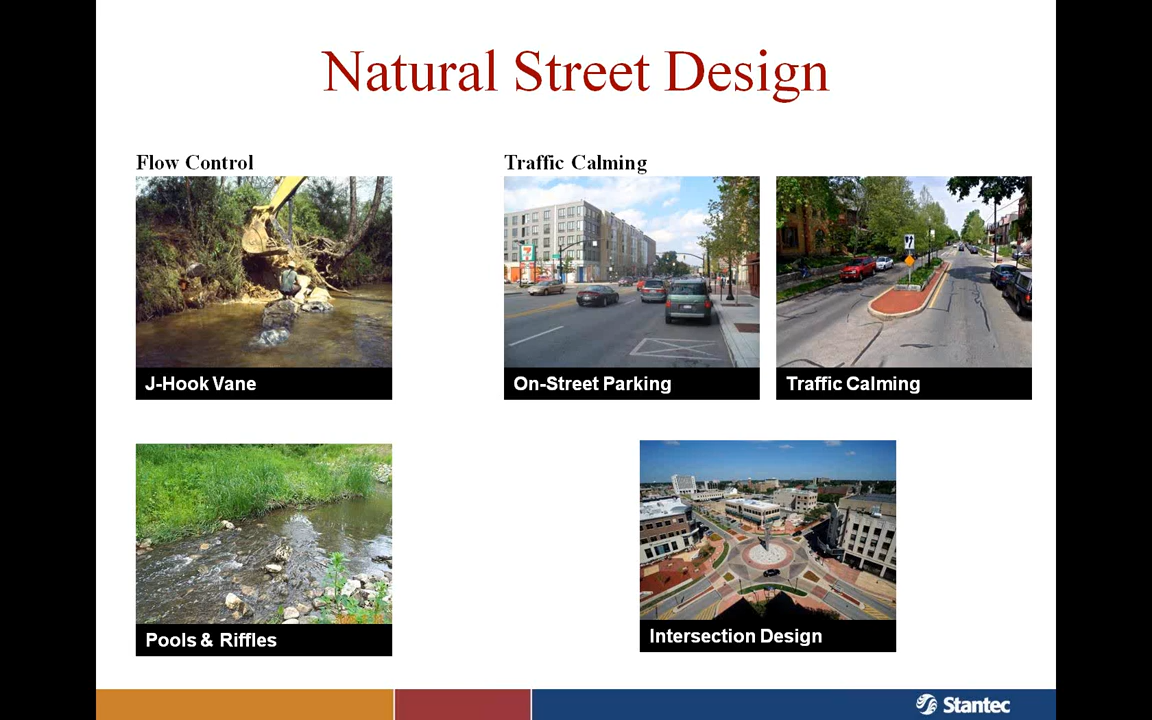 Natural Street Design
Flow Control
Traffic Calming
J-Hook Vane
On-Street Parking
Traffic Calming
Pools & Riffles
Intersection Design
Stantec